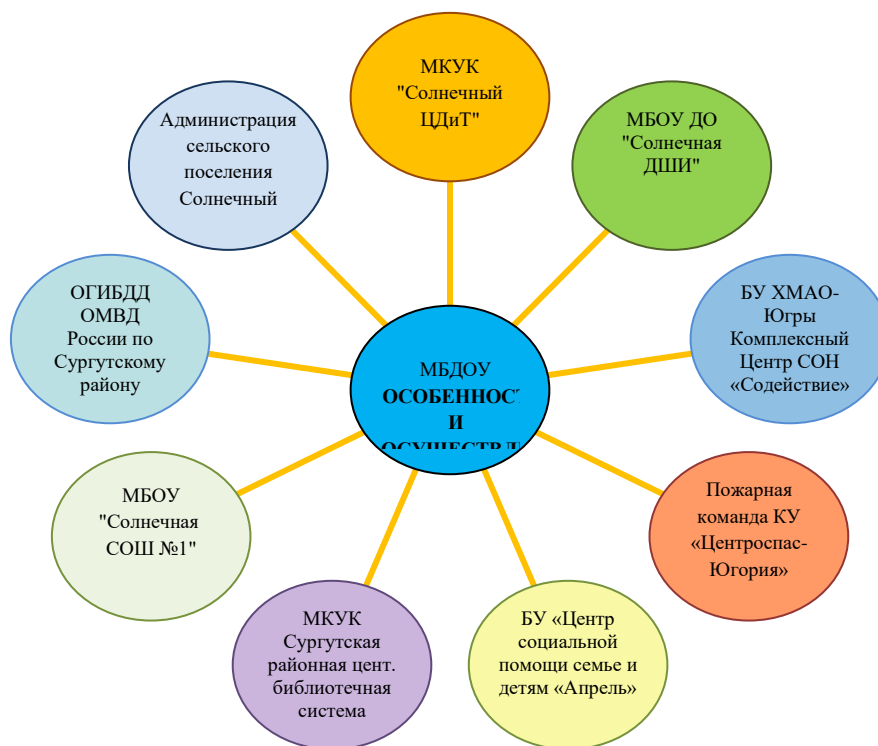 МКУК
"Солнечный
ЦДиТ"
МБОУ ДО
"Солнечная
ДШИ"
БУ ХМАО-
Югры
Комплексный
Центр СОН
«Содействие»
Пожарная
команда КУ
«Центроспас-
Югория»
БУ «Центр
социальной
помощи семье и
детям «Апрель»
МКУК
Сургутская
районная цент.
библиотечная
система
МБОУ
"Солнечная
СОШ №1"
ОГИБДД
ОМВД
России по
Сургутскому
району
Администрация
сельского
поселения
Солнечный
МБДОУ
ОСОБЕННОСТ
И